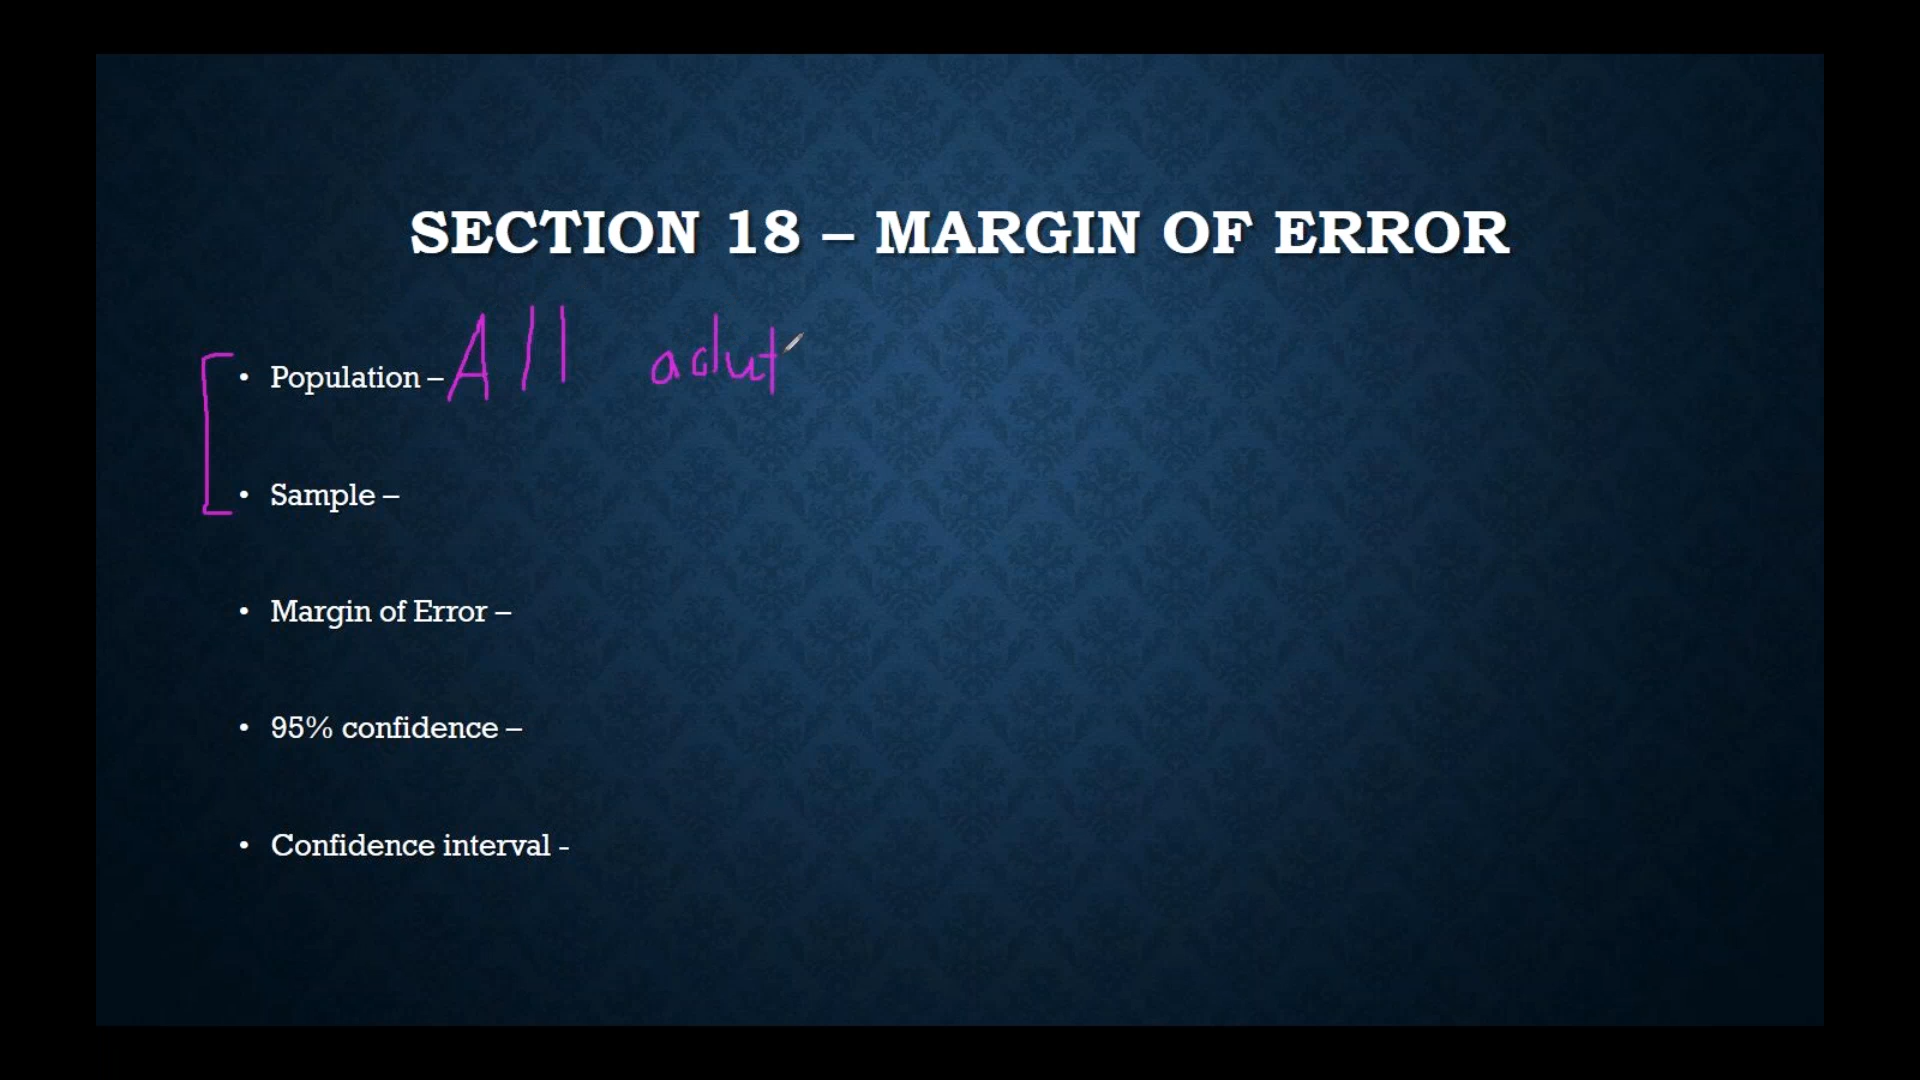 SECTION 18 – MARGIN OF ERROR
• Population – All adut
• Sample –
• Margin of Error –
• 95% confidence –
• Confidence interval -